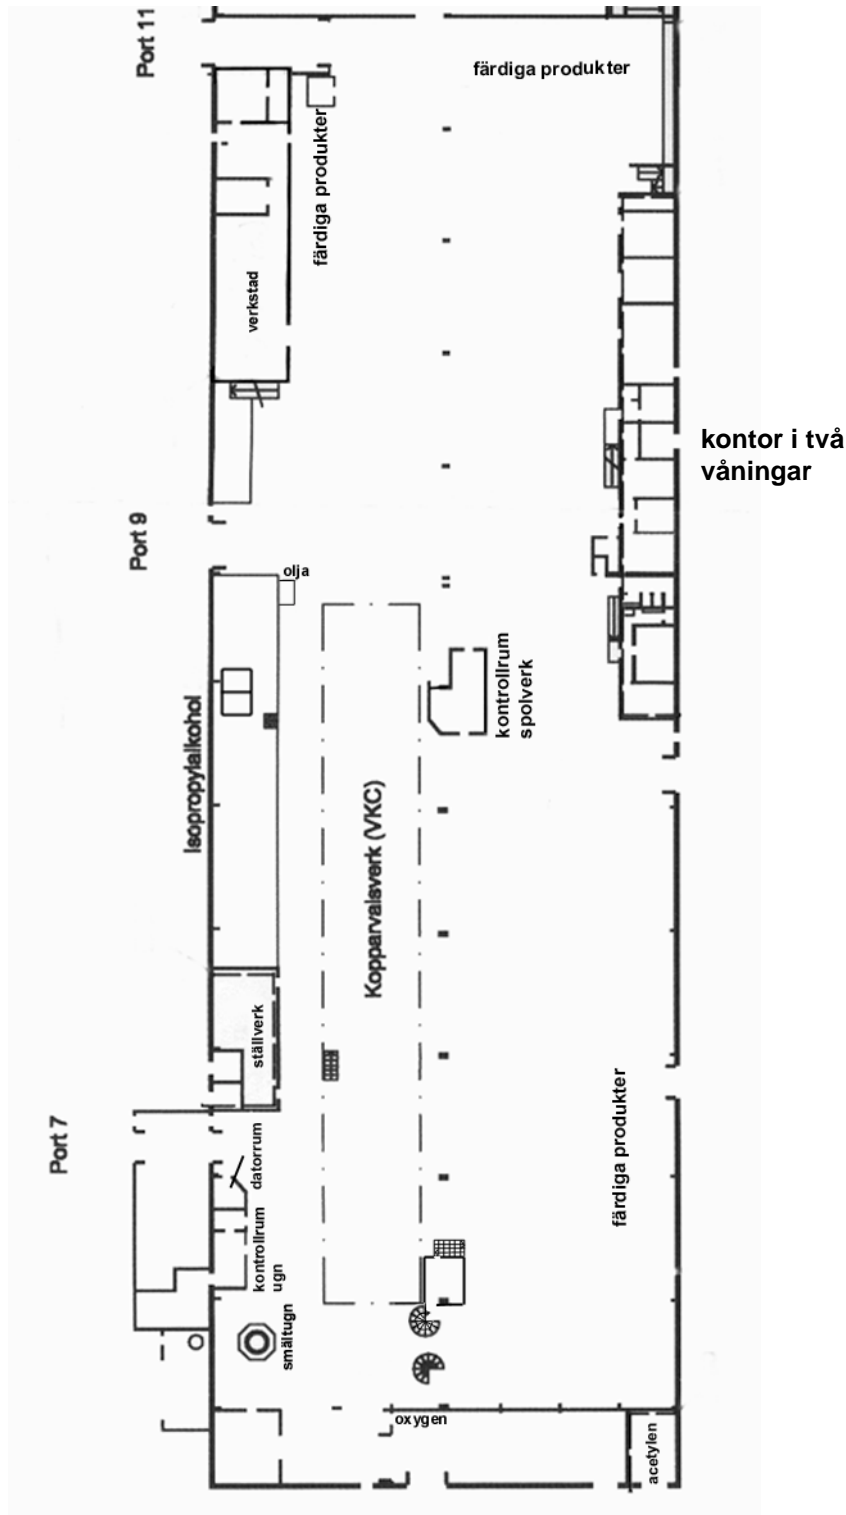 Port 11
färdiga produkter
färdiga produkter
verkstad
kontor i två
våningar
Port 9
olja
kontrollrum
spolverk
Isopropylalkohol
Kopparvalsverk (VKC)
ställverk
färdiga produkter
Port 7
datorrum
kontrollrum
ugn
smältugn
oxygen
acetylen